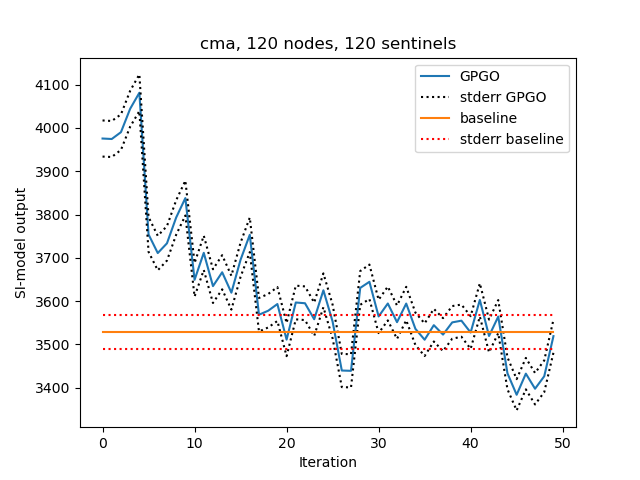 cma, 120 nodes, 120 sentinels
GPGO
stderr GPGO
baseline
stderr baseline
SI-model output
4100
4000
3900
3800
3700
3600
3500
3400
0 10 20 30 40 50
Iteration